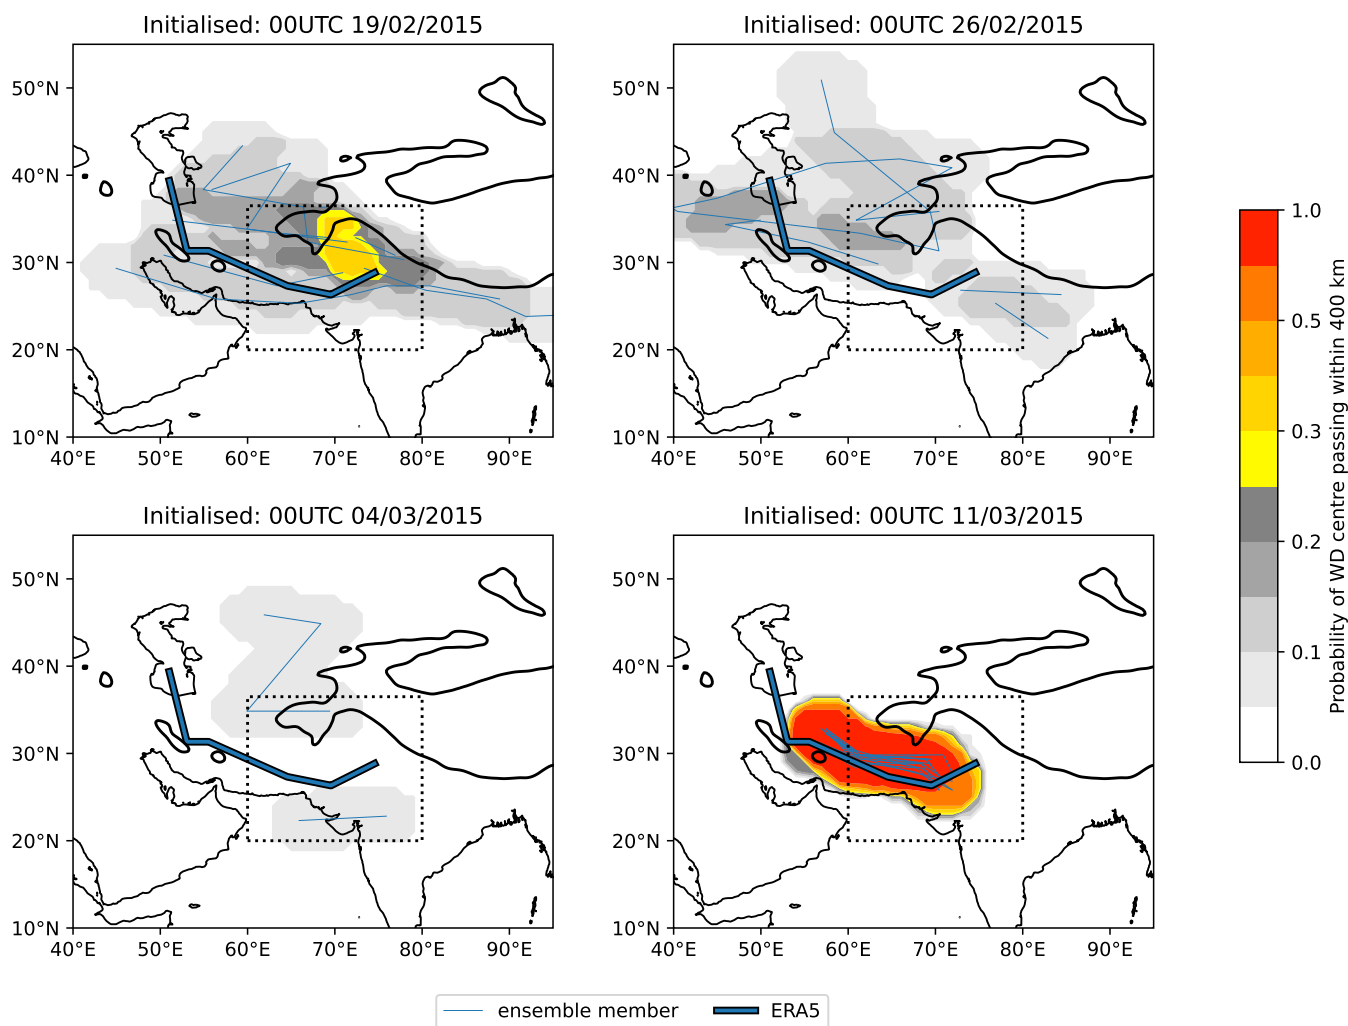 Initialised: 00UTC 19/02/2015
50°N
40°N
30°N
20°N
10°N
40°E 50°E 60°E 70°E 80°E 90°E
Initialised: 00UTC 26/02/2015
50°N
40°N
30°N
20°N
10°N
40°E 50°E 60°E 70°E 80°E 90°E
Initialised: 00UTC 04/03/2015
50°N
40°N
30°N
20°N
10°N
40°E 50°E 60°E 70°E 80°E 90°E
Initialised: 00UTC 11/03/2015
50°N
40°N
30°N
20°N
10°N
40°E 50°E 60°E 70°E 80°E 90°E
1.0
0.5
0.3
0.2
0.1
0.0
Probability of WD centre passing within 400 km
ensemble member
ERA5